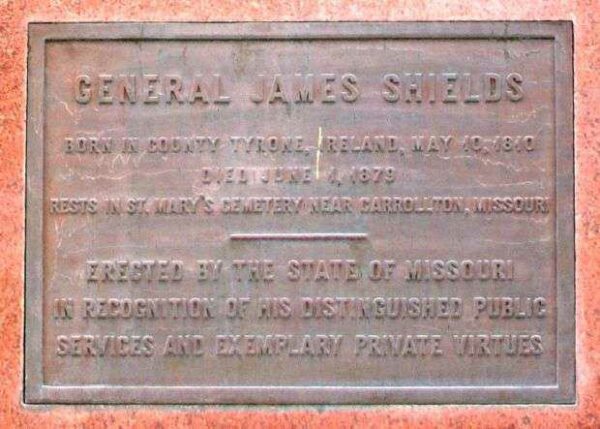 GENERAL JAMES SHIELDS
BORN IN COUNTY TYRONE, IRELAND, MAY 10, 1810
DIED JUNE 1, 1879
RESTS IN ST. MARY'S CEMETERY NEAR CARROLLTON, MISSOURI
ERECTED BY THE STATE OF MISSOURI
IN RECOGNITION OF HIS DISTINGUISHED PUBLIC
SERVICES AND EXEMPLARY PRIVATE VIRTUES